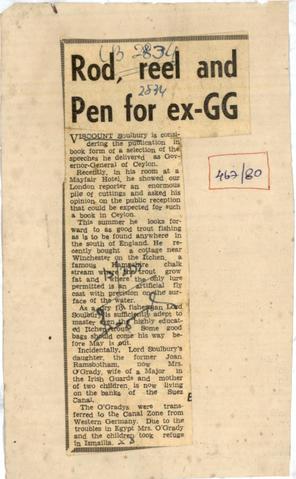 CB 2834
Rod, reel and
2834
Pen for ex-GG
VISCOUNT Soulbury is consi-
dering the publication in
book form of a selection of the
speeches he delivered as Gov-
ernor-General of Ceylon.
Recently, in his room at a
Mayfair Hotel, he showed our
London reporter an enormous
pile of cuttings and asked his
opinion, on the public reception
that could be expected for such
a book in Ceylon.
467/80
This summer he looks for-
ward to as good trout fishing
as is to be found anywhere in
the south of England. He re-
cently bought a cottage near
Winchester on the Itchen, a
famous Hampshire chalk
stream where trout grow
fat and where the only lure
permitted is an artificial fly
cast with precision on the sur-
face of the water.
As a dry fly fisherman Lord
Soulbury is sufficiently adept to
master even the highly educat-
ed Itchen trout. Some good
bags should come his way be-
fore May is out.
Incidentally, Lord Soulbury's
daughter, the former Joan
Ramsbotham, now Mrs.
O'Grady, wife of a Major in
the Irish Guards and mother
of two children, is now living
on the banks of the Suez
Canal.
The O'Gradys were trans-
ferred to the Canal Zone from
Western Germany. Due to the
troubles in Egypt Mrs. O'Grady
and the children took refuge
in Ismailia.